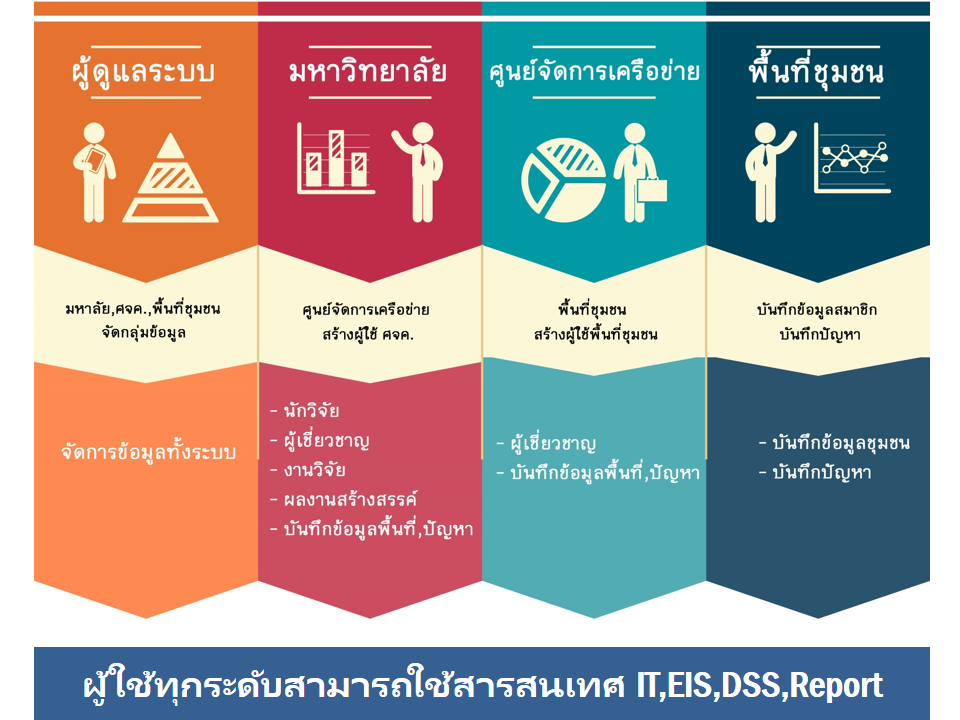 ผู้ดูแลระบบ
มหาวิทยาลัย
ศูนย์จัดการเครือข่าย
พื้นที่ชุมชน
มหาลัย,ศจค.,พื้นที่ชุมชน
จัดกลุ่มข้อมูล
ศูนย์จัดการเครือข่าย
สร้างผู้ใช้ ศจค.
พื้นที่ชุมชน
สร้างผู้ใช้พื้นที่ชุมชน
บันทึกข้อมูลสมาชิก
บันทึกปัญหา
จัดการข้อมูลทั้งระบบ
- นักวิจัย
- ผู้เชี่ยวชาญ
- งานวิจัย
- ผลงานสร้างสรรค์
- บันทึกข้อมูลพื้นที่,ปัญหา
- ผู้เชี่ยวชาญ
- บันทึกข้อมูลพื้นที่,ปัญหา
- บันทึกข้อมูลชุมชน
- บันทึกปัญหา
ผู้ใช้ทุกระดับสามารถใช้สารสนเทศ IT,EIS,DSS,Report